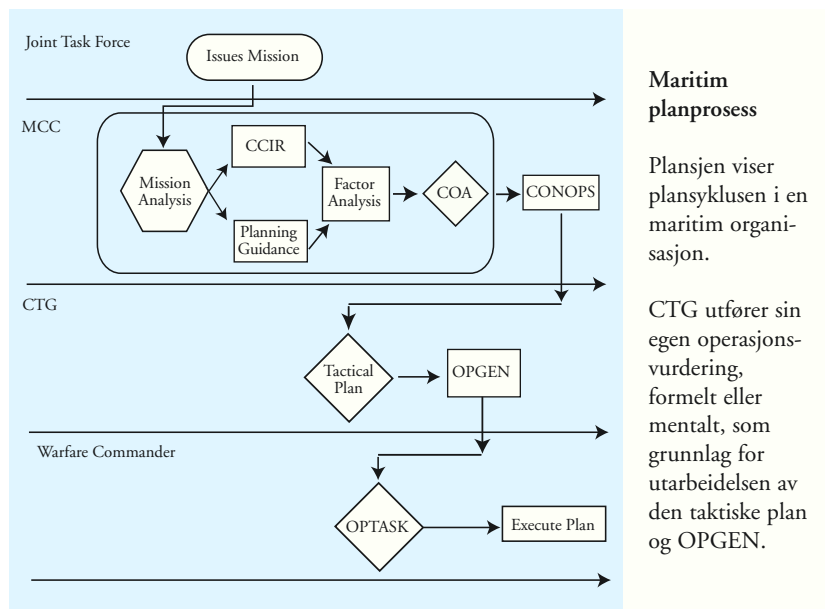 Joint Task Force
Issues Mission
MCC
Mission
Analysis
CCIR
Planning
Guidance
Factor
Analysis
COA
CONOPS
CTG
Tactical
Plan
OPGEN
Warfare Commander
OPTASK
Execute Plan
Maritim
planprosess
Plansjen viser
plansyklusen i en
maritim organi-
sasjon.
CTG utfører sin
egen operasjons-
vurdering,
formelt eller
mentalt, som
grunnlag for
utarbeidelsen av
den taktiske plan
og OPGEN.